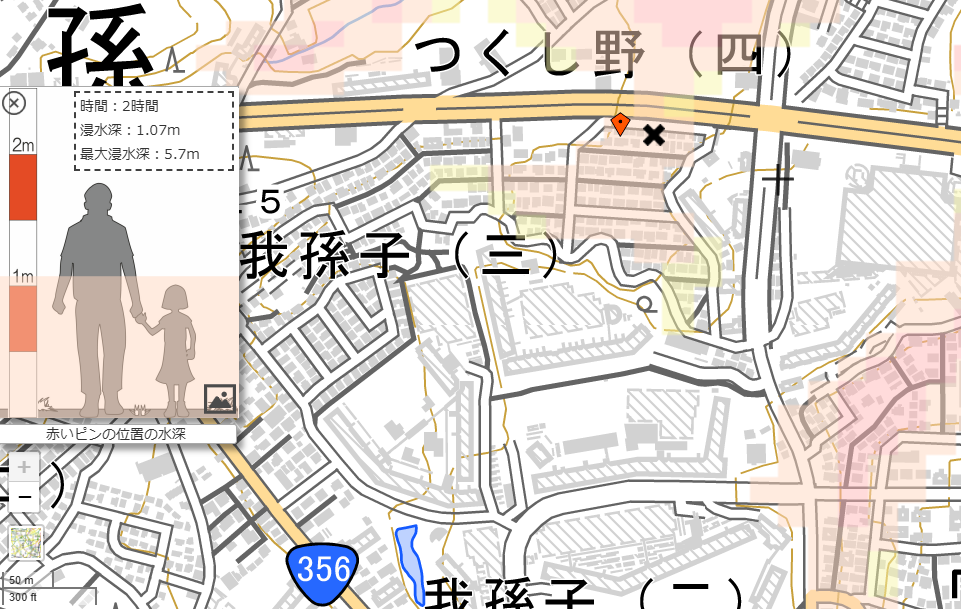 孫
つくし野（四）
時間：2時間
浸水深：1.07m
最大浸水深：5.7m
2m
5
我孫子（三）
1m
赤いピンの位置の水深
+
−
）
50 m
300 ft
356
我孫子（二）